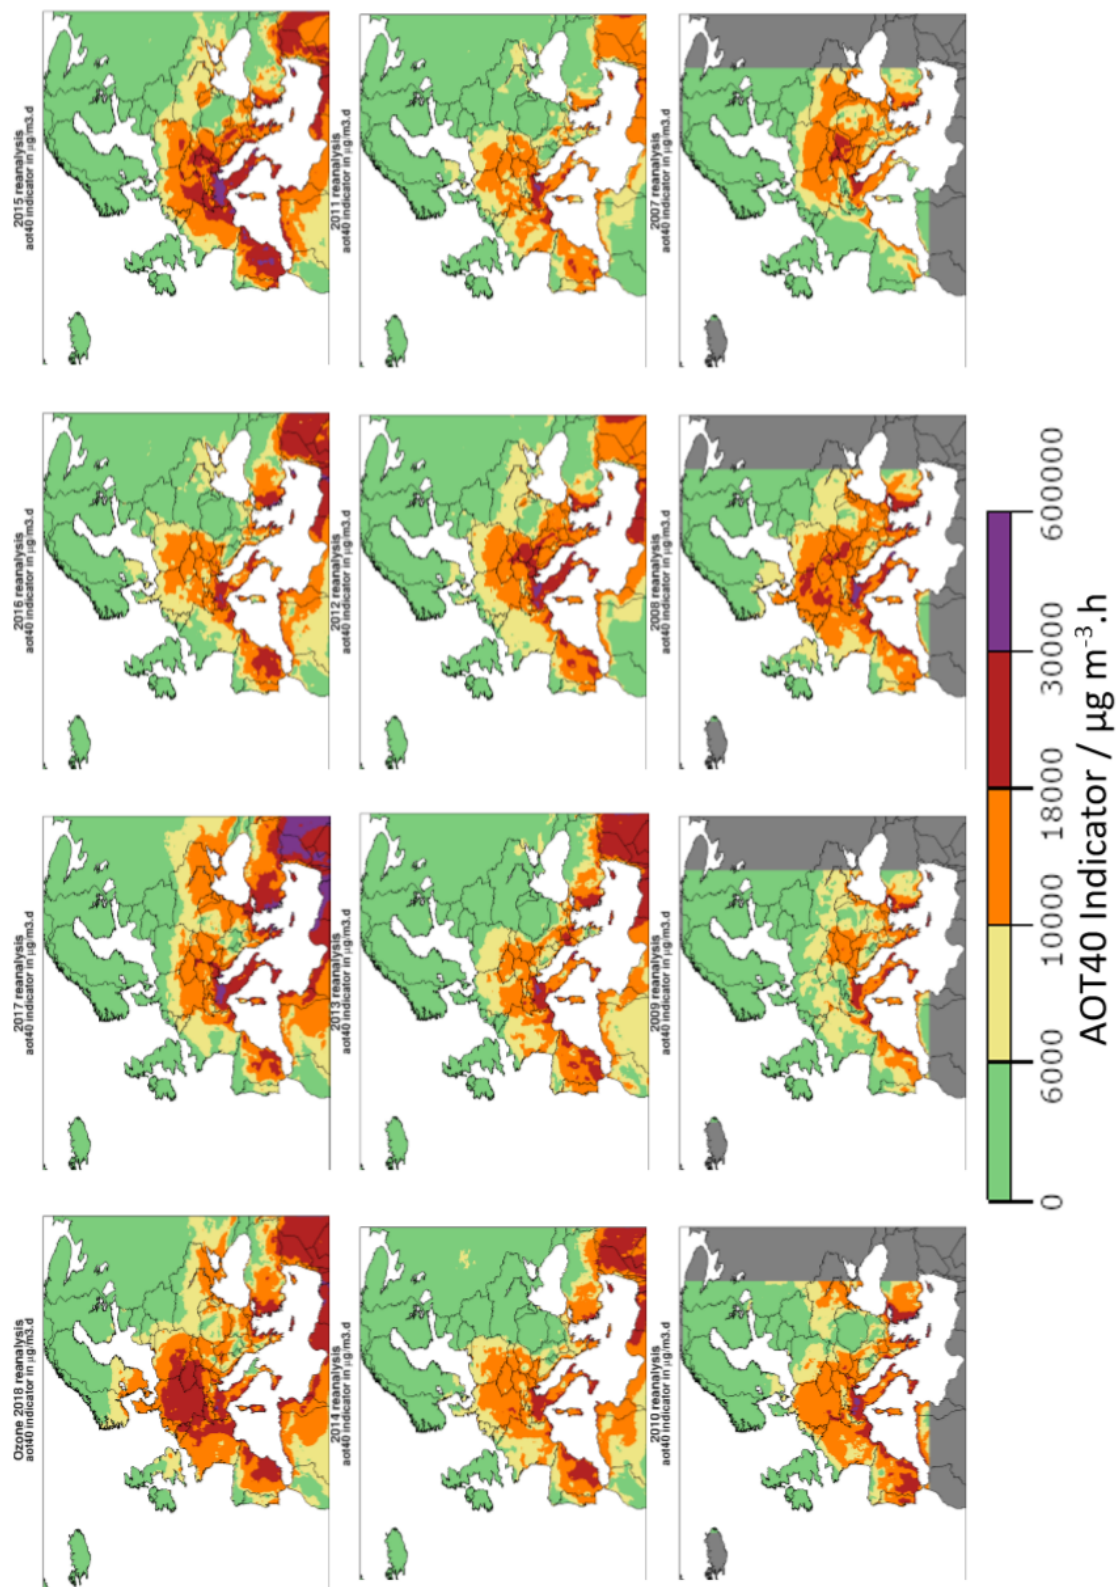 Ozone 2018 reanalysis
aot40 indicator in µg/m3.d
2017 reanalysis
aot40 indicator in µg/m3.d
2016 reanalysis
aot40 indicator in µg/m3.d
2015 reanalysis
aot40 indicator in µg/m3.d
2014 reanalysis
aot40 indicator in µg/m3.d
2013 reanalysis
aot40 indicator in µg/m3.d
2012 reanalysis
aot40 indicator in µg/m3.d
2011 reanalysis
aot40 indicator in µg/m3.d
2010 reanalysis
aot40 indicator in µg/m3.d
2009 reanalysis
aot40 indicator in µg/m3.d
2008 reanalysis
aot40 indicator in µg/m3.d
2007 reanalysis
aot40 indicator in µg/m3.d
0 6000 10000 18000 30000 600000
AOT40 Indicator / µg m⁻³.h